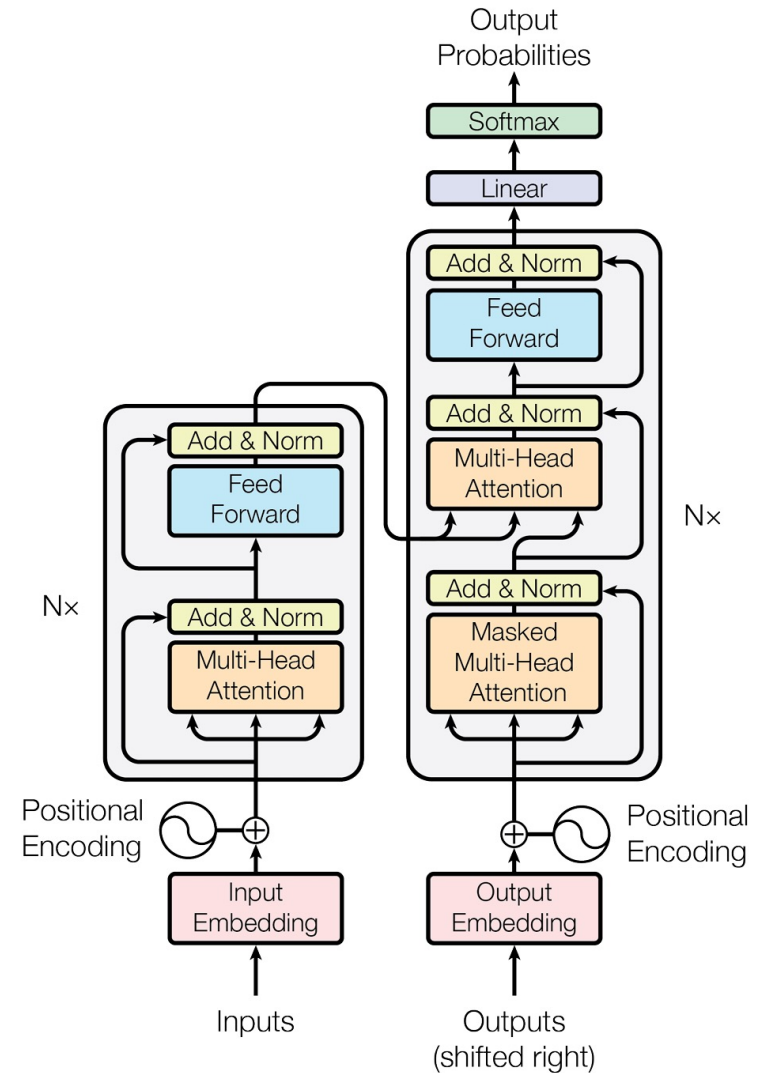 Output
Probabilities
Softmax
Linear
Add & Norm
Feed
Forward
Add & Norm
Multi-Head
Attention
Add & Norm
Masked
Multi-Head
Attention
Nx
Add & Norm
Feed
Forward
Add & Norm
Multi-Head
Attention
Nx
Positional
Encoding
Positional
Encoding
Input
Embedding
Output
Embedding
Inputs
Outputs
(shifted right)